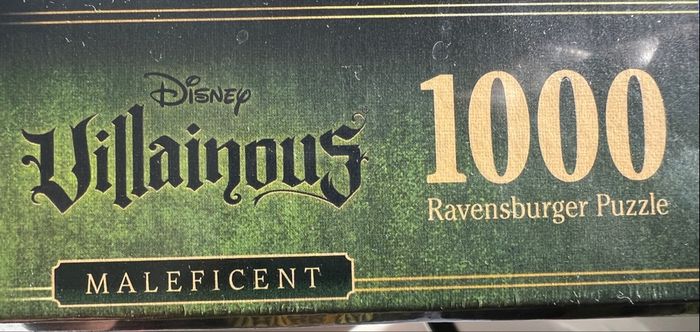 Disney
Villainous
MALEFICENT
1000
Ravensburger Puzzle